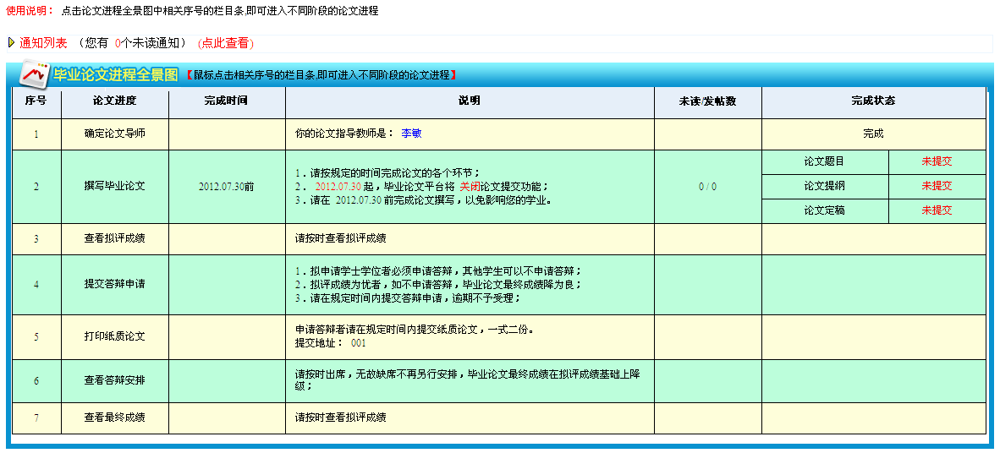 使用说明： 点击论文进程全景图中相关序号的栏目条,即可进入不同阶段的论文进程
通知列表 （您有 0个未读通知） (点此查看)
毕业论文进程全景图 【鼠标点击相关序号的栏目条,即可进入不同阶段的论文进程】
序号 论文进度 完成时间 说明 未读/发帖数 完成状态
1 确定论文导师 你的论文指导教师是： 李敏 完成
2 撰写毕业论文 2012.07.30前
1．请按规定的时间完成论文的各个环节；
2． 2012.07.30起，毕业论文平台将 关闭论文提交功能；
3．请在 2012.07.30前完成论文撰写，以免影响您的学业。
0 / 0
论文题目 未提交
论文提纲 未提交
论文定稿 未提交
3 查看拟评成绩 请按时查看拟评成绩
4 提交答辩申请
1．拟申请学士学位者必须申请答辩，其他学生可以不申请答辩；
2．拟评成绩为优者，如不申请答辩，毕业论文最终成绩降为良；
3．请在规定时间内提交答辩申请，逾期不予受理；
5 打印纸质论文
申请答辩者请在规定时间内提交纸质论文，一式二份。
提交地址： 001
6 查看答辩安排
请按时出席，无故缺席不再另行安排，毕业论文最终成绩在拟评成绩基础上降
级；
7 查看最终成绩 请按时查看拟评成绩